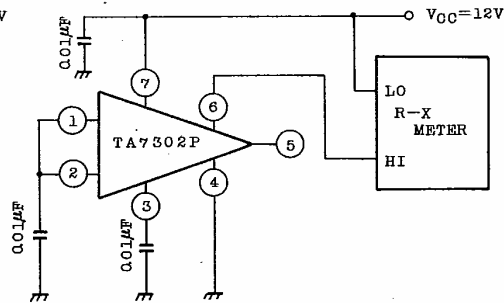 V
0.01μF
VCC=12V
7
6
LO
R-X
METER
HI
1
TA7302P
5
2
4
3
0.01μF
0.01μF